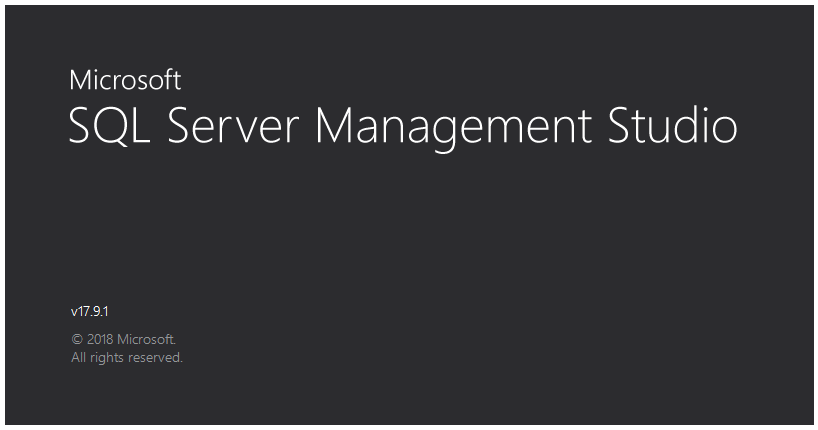 Microsoft
SQL Server Management Studio
v17.9.1
© 2018 Microsoft.
All rights reserved.